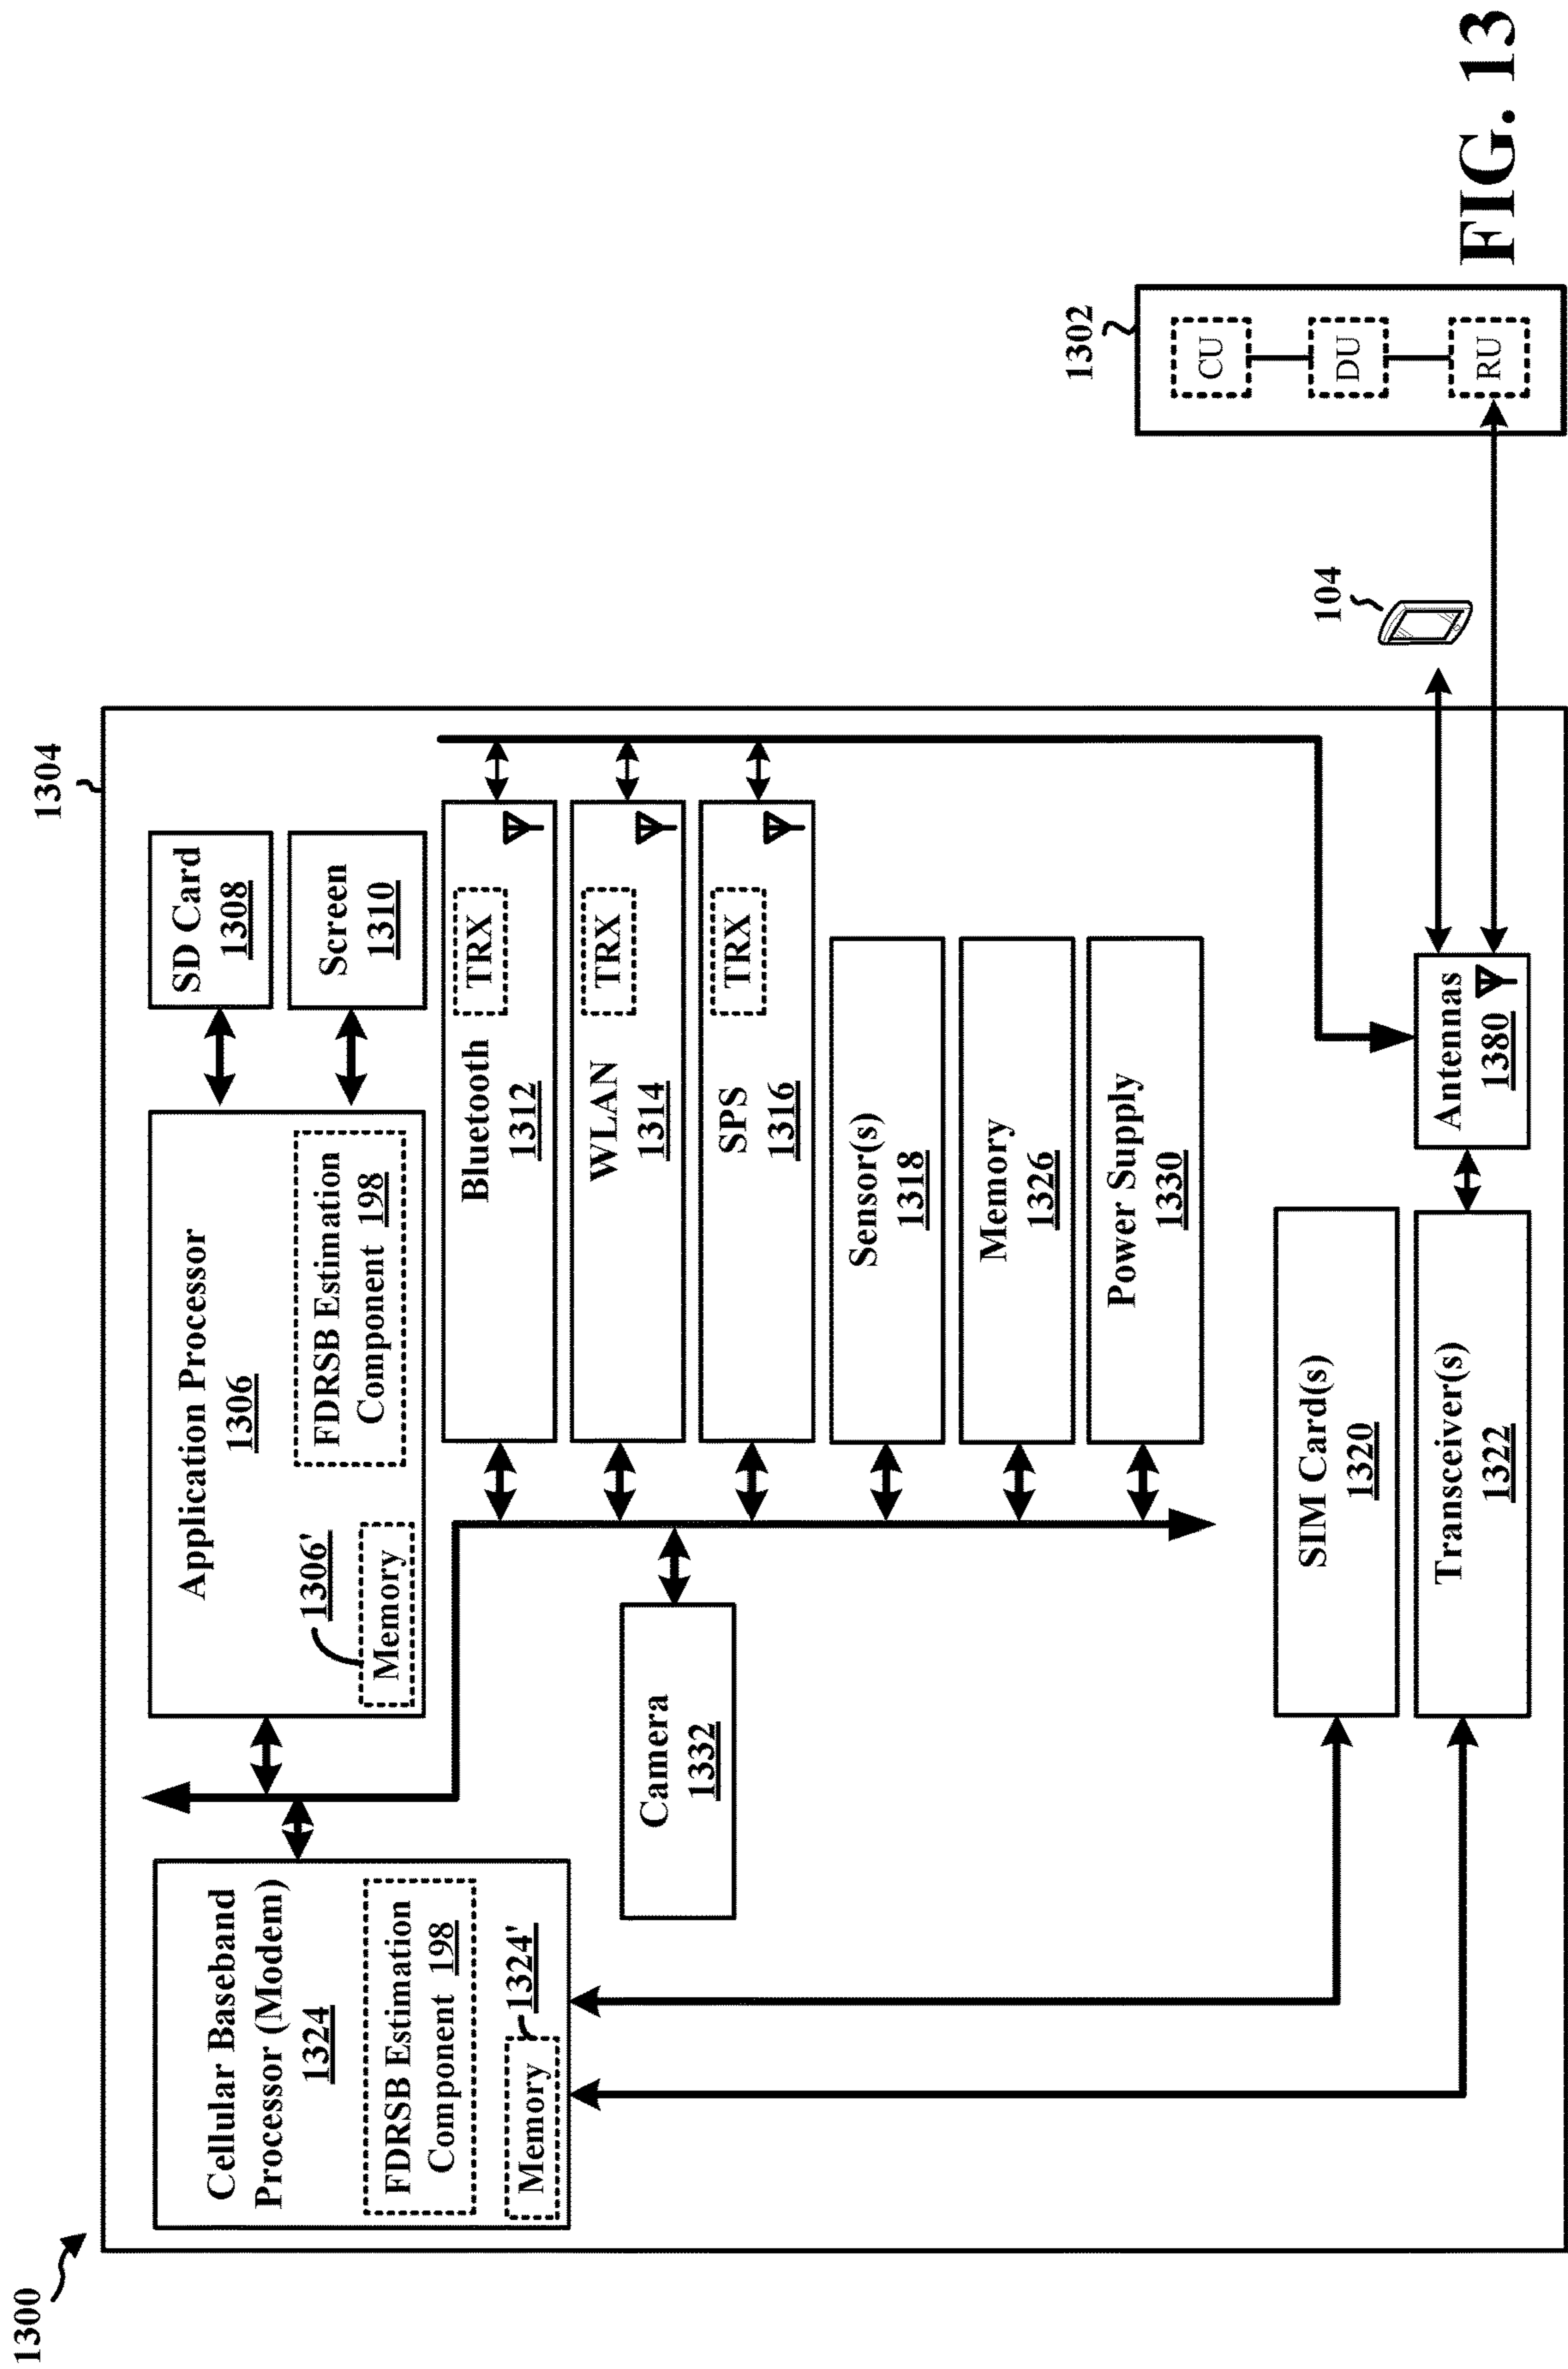 1300
1304
Cellular Baseband
Processor (Modem)
1324
FDRSB Estimation
Component 198
Memory
1324'
Application Processor
1306
1306'
Memory
FDRSB Estimation
Component 198
SD Card
1308
Screen
1310
Camera
1332
Bluetooth
1312
TRX
WLAN
1314
TRX
SPS
1316
TRX
Sensor(s)
1318
Memory
1326
Power Supply
1330
SIM Card(s)
1320
Transceiver(s)
1322
Antennas
1380
104
1302
CU
DU
RU
FIG. 13